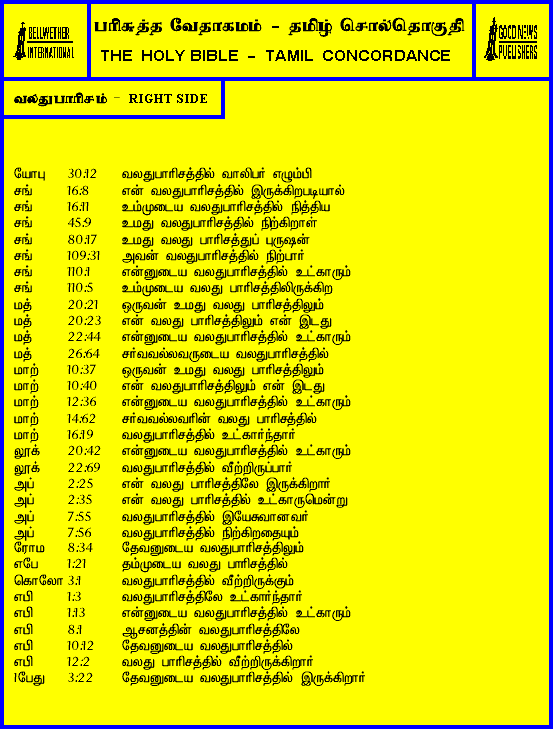 BELLWETHER
INTERNATIONAL
பரிசுத்த வேதாகமம் - தமிழ் சொல்தொகுதி
THE HOLY BIBLE - TAMIL CONCORDANCE
GOOD NEWS
PUBLISHERS
வலதுபாரிசம் - RIGHT SIDE
யோபு 30:12 வலதுபாரிசத்தில் வாலிபர் எழும்பி
சங் 16:8 என் வலதுபாரிசத்தில் இருக்கிறபடியால்
சங் 16:11 உம்முடைய வலதுபாரிசத்தில் நித்திய
சங் 45:9 உமது வலதுபாரிசத்தில் நிற்கிறாள்
சங் 80:17 உமது வலது பாரிசத்துப் புருஷன்
சங் 109:31 அவன் வலதுபாரிசத்தில் நிற்பார்
சங் 110:1 என்னுடைய வலதுபாரிசத்தில் உட்காரும்
சங் 110:5 உம்முடைய வலது பாரிசத்திலிருக்கிற
மத் 20:21 ஒருவன் உமது வலது பாரிசத்திலும்
மத் 20:23 என் வலது பாரிசத்திலும் என் இடது
மத் 22:44 என்னுடைய வலதுபாரிசத்தில் உட்காரும்
மத் 26:64 சர்வவல்லவருடைய வலதுபாரிசத்தில்
மாற் 10:37 ஒருவன் உமது வலது பாரிசத்திலும்
மாற் 10:40 என் வலது பாரிசத்திலும் என் இடது
மாற் 12:36 என்னுடைய வலதுபாரிசத்தில் உட்காரும்
மாற் 14:62 சர்வவல்லவரின் வலது பாரிசத்தில்
மாற் 16:19 வலதுபாரிசத்தில் உட்கார்ந்தார்
லூக் 20:42 என்னுடைய வலதுபாரிசத்தில் உட்காரும்
லூக் 22:69 வலதுபாரிசத்தில் வீற்றிருப்பார்
அப் 2:25 என் வலது பாரிசத்திலே இருக்கிறார்
அப் 2:35 என் வலது பாரிசத்தில் உட்காருமென்று
அப் 7:55 வலதுபாரிசத்தில் இயேசுவானவர்
அப் 7:56 வலதுபாரிசத்தில் நிற்கிறதையும்
ரோம 8:34 தேவனுடைய வலதுபாரிசத்திலும்
எபே 1:21 தம்முடைய வலது பாரிசத்தில்
கொலோ 3:1 வலதுபாரிசத்தில் வீற்றிருக்கும்
எபி 1:3 வலதுபாரிசத்திலே உட்கார்ந்தார்
எபி 1:13 என்னுடைய வலதுபாரிசத்தில் உட்காரும்
எபி 8:1 ஆசனத்தின் வலதுபாரிசத்திலே
எபி 10:12 தேவனுடைய வலதுபாரிசத்தில்
எபி 12:2 வலது பாரிசத்தில் வீற்றிருக்கிறார்
1பேது 3:22 தேவனுடைய வலதுபாரிசத்தில் இருக்கிறார்